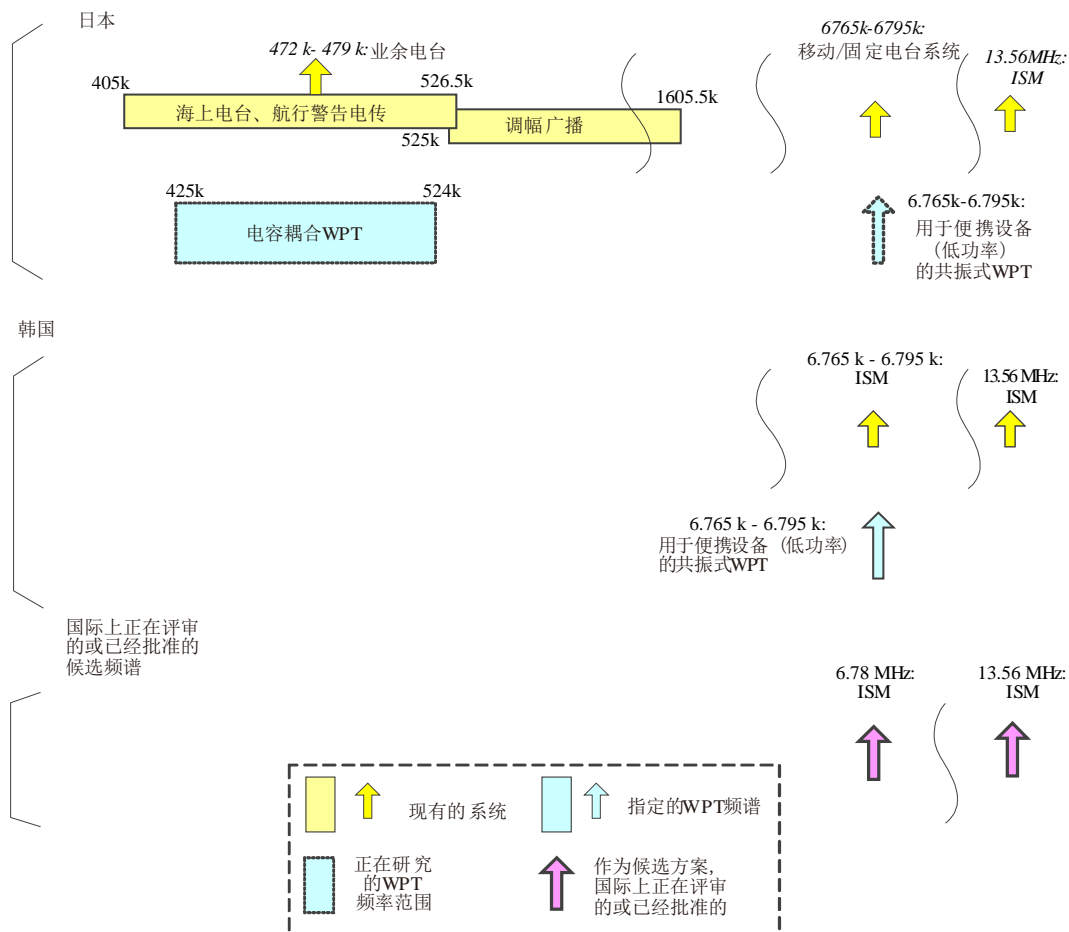 日本
472 k- 479 k: 业余电台
6765k-6795k:
移动/固定电台系统
13.56MHz:
ISM
405k
526.5k
1605.5k
海上电台、航行警告电传
调幅广播
525k
425k
524k
电容耦合WPT
6.765k-6.795k:
用于便携设备
（低功率）
的共振式WPT
韩国
6.765 k - 6.795 k:
ISM
13.56 MHz:
ISM
6.765 k - 6.795 k:
用于便携设备（低功率）
的共振式WPT
国际上正在评审
的或已经批准的
候选频谱
6.78 MHz:
ISM
13.56 MHz:
ISM
现有的系统
指定的WPT频谱
正在研究
的WPT
频率范围
作为候选方案，
国际上正在评审
的或已经批准的